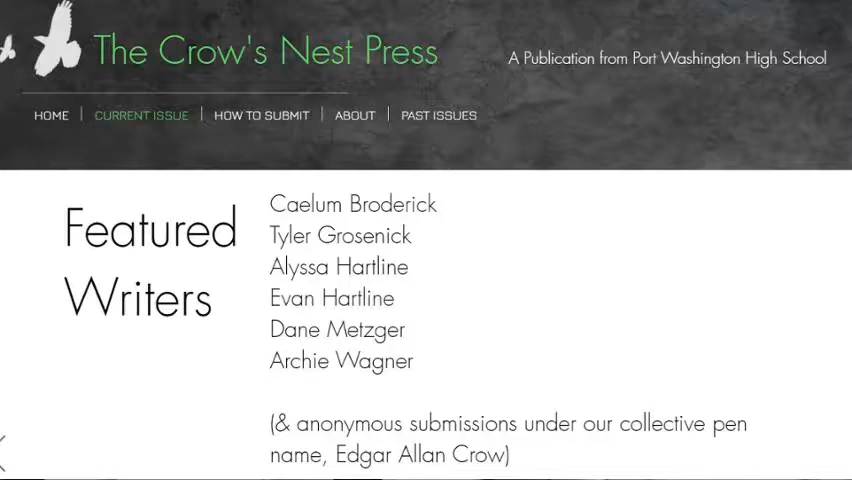 The Crow's Nest Press
A Publication from Port Washington High School
HOME | CURRENT ISSUE | HOW TO SUBMIT | ABOUT | PAST ISSUES
Featured
Writers
Caelum Broderick
Tyler Grosenick
Alyssa Hartline
Evan Hartline
Dane Metzger
Archie Wagner
(& anonymous submissions under our collective pen
name, Edgar Allan Crow)